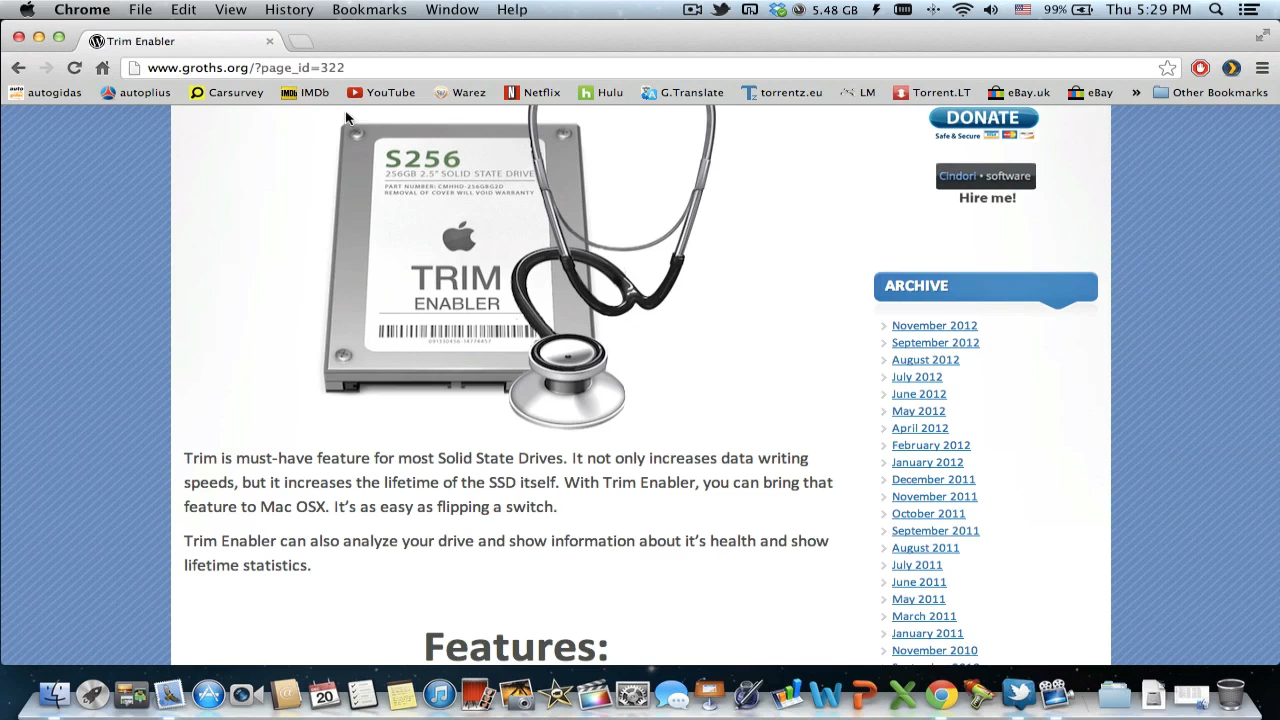 Chrome File Edit View History Bookmarks Window Help 5.48 GB 99% Thu 5:29 PM
Trim Enabler
www.groths.org/?page_id=322
autogidas autoplius Carsurvey IMDb YouTube Warez Netflix Hulu G.Translate torrentz.eu LM Torrent.LT eBay.uk eBay » Other Bookmarks
S256
256GB 2.5" SOLID STATE DRIVE
PART NUMBER: CMHHD-256GBG2D
REMOVAL OF COVER WILL VOID WARRANTY
TRIM
ENABLER
Trim is must-have feature for most Solid State Drives. It not only increases data writing
speeds, but it increases the lifetime of the SSD itself. With Trim Enabler, you can bring that
feature to Mac OSX. It's as easy as flipping a switch.
Trim Enabler can also analyze your drive and show information about it's health and show
lifetime statistics.
Features:
DONATE
Safe & Secure
Cindori • software
Hire me!
ARCHIVE
November 2012
September 2012
August 2012
July 2012
June 2012
May 2012
April 2012
February 2012
January 2012
December 2011
November 2011
October 2011
September 2011
August 2011
July 2011
June 2011
May 2011
March 2011
January 2011
November 2010
20